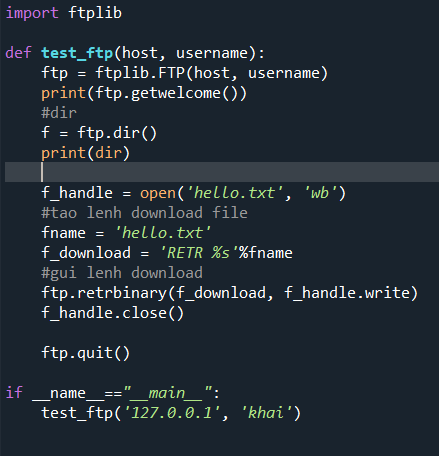 import ftplib
def test_ftp(host, username):
ftp = ftplib.FTP(host, username)
print(ftp.getwelcome())
#dir
f = ftp.dir()
print(dir)
f_handle = open('hello.txt', 'wb')
#tao lenh download file
fname = 'hello.txt'
f_download = 'RETR %s'%fname
#gui lenh download
ftp.retrbinary(f_download, f_handle.write)
f_handle.close()
ftp.quit()
if __name__=="__main__":
test_ftp('127.0.0.1', 'khai')